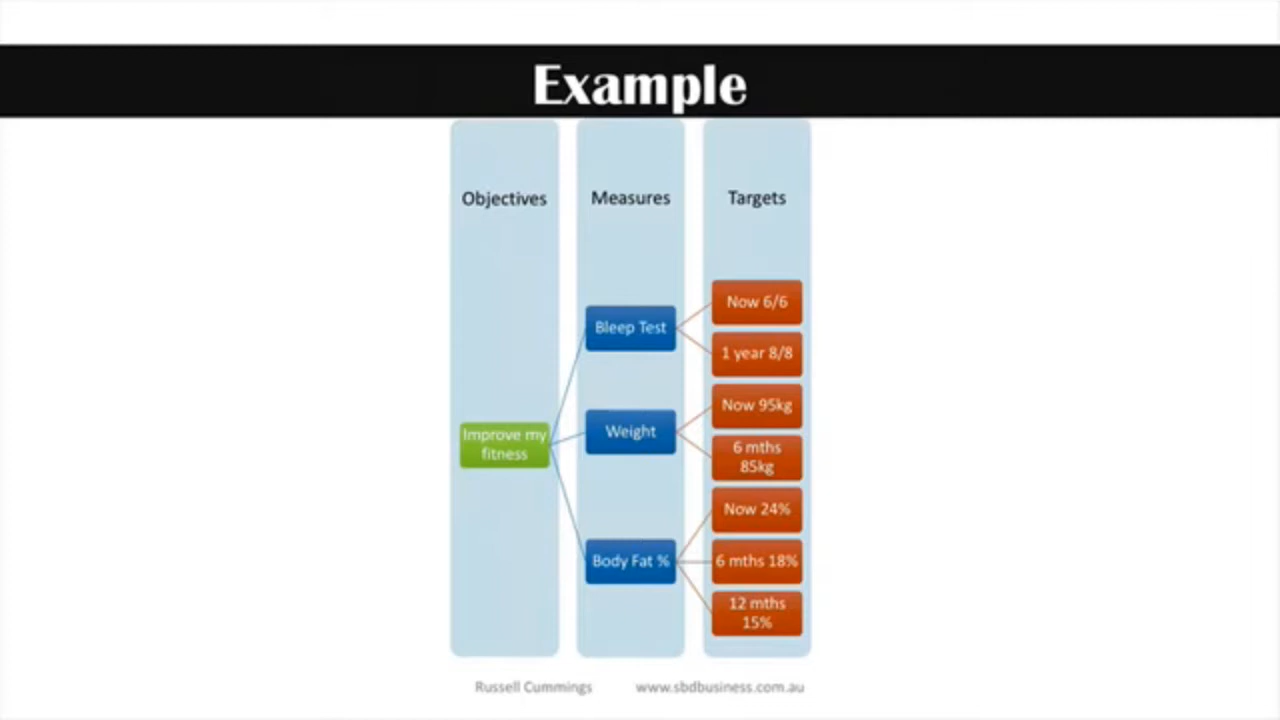 Example
Objectives
Measures
Targets
Improve my
fitness
Bleep Test
Now 6/6
1 year 8/8
Weight
Now 95kg
6 mths
85kg
Body Fat %
Now 24%
6 mths 18%
12 mths
15%
Russell Cummings
www.sbdbusiness.com.au